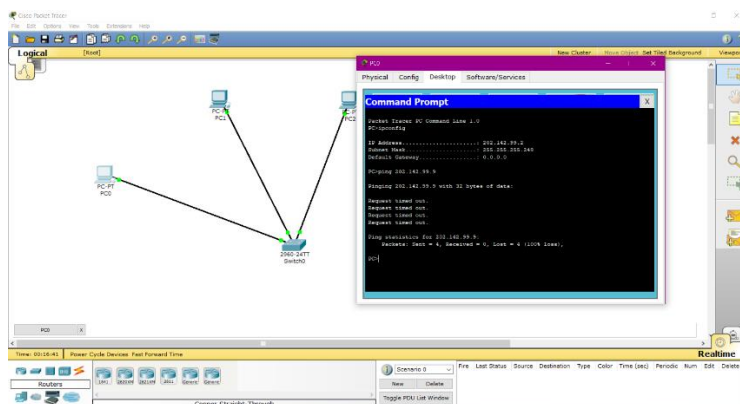 Cisco Packet Tracer
File Edit Options View Tools Extensions Help
Logical
[Root]
New Cluster
Move Object
Set Tiled Background
Viewport
PC-PT
PC0
PC1
PC2
2960-24TT
Switch0
PC0
Physical Config Desktop Software/Services
Command Prompt
X
Packet Tracer PC Command Line 1.0
PC>ipconfig
IP Address......................: 202.142.99.2
Subnet Mask.....................: 255.255.255.248
Default Gateway.................: 0.0.0.0
PC>ping 202.142.99.9
Pinging 202.142.99.9 with 32 bytes of data:
Request timed out.
Request timed out.
Request timed out.
Request timed out.
Ping statistics for 202.142.99.9:
Packets: Sent = 4, Received = 0, Lost = 4 (100% loss),
PC>
PC0 X
Time: 00:16:41 Power Cycle Devices Fast Forward Time
Realtime
Routers
1841
2811
Generic
Generic
Copper Straight-Through
Scenario 0
New
Delete
Toggle PDU List Window
Fire Last Status Source Destination Type Color Time (sec) Periodic Num Edit Delete